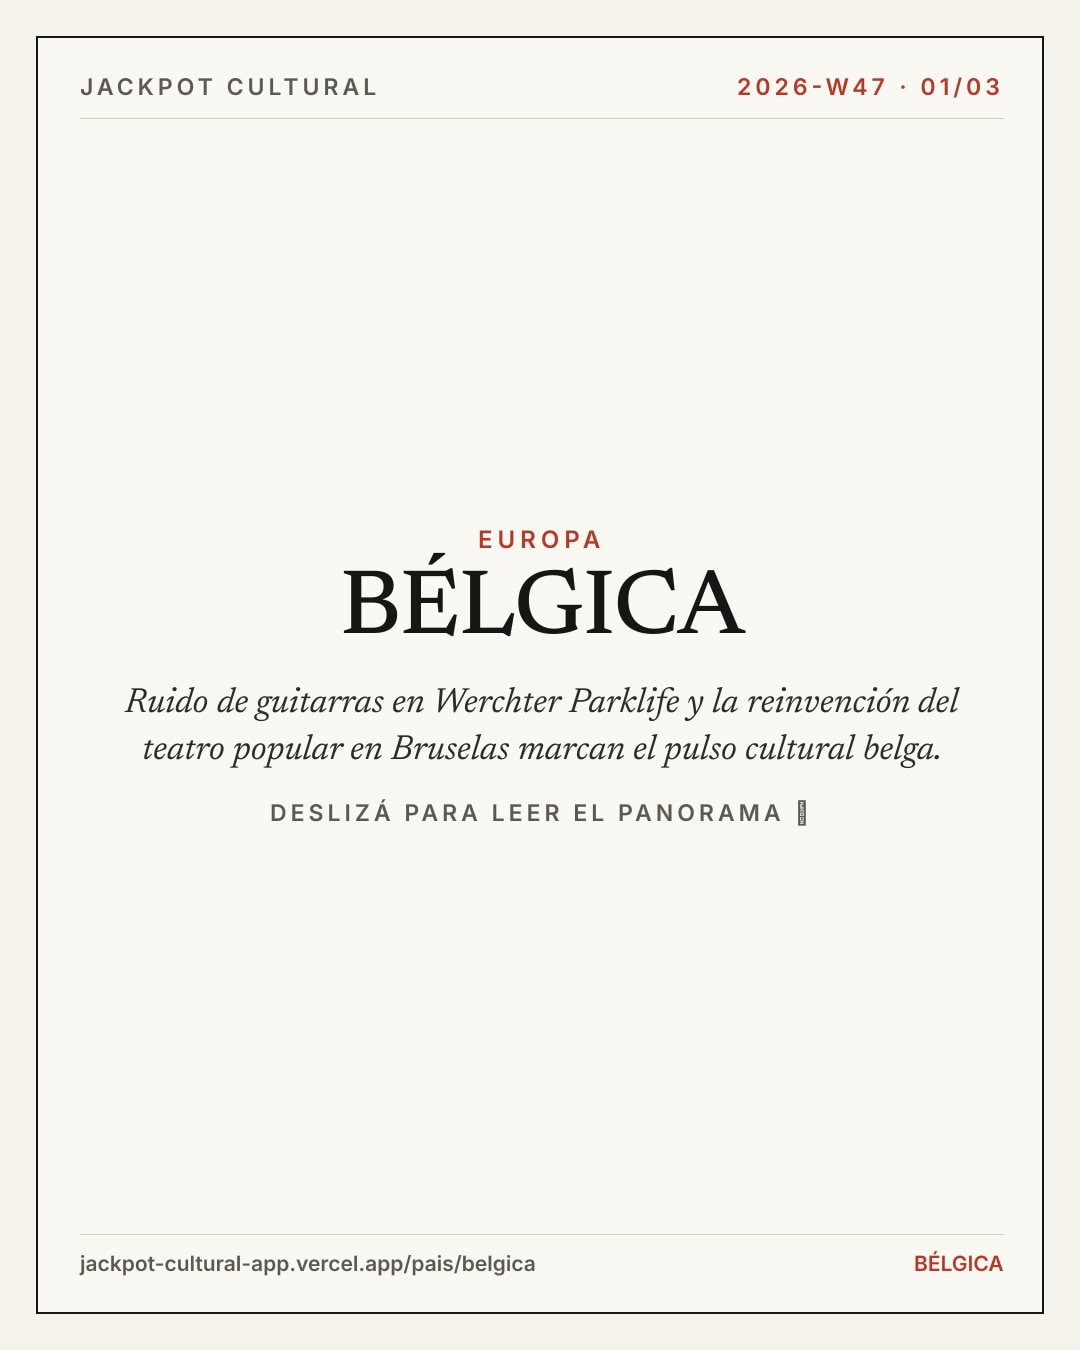 JACKPOT CULTURAL
2026-W47 · 01/03
EUROPA
BÉLGICA
Ruido de guitarras en Werchter Parklife y la reinvención del
teatro popular en Bruselas marcan el pulso cultural belga.
DESLIZÁ PARA LEER EL PANORAMA
jackpot-cultural-app.vercel.app/pais/belgica
BÉLGICA